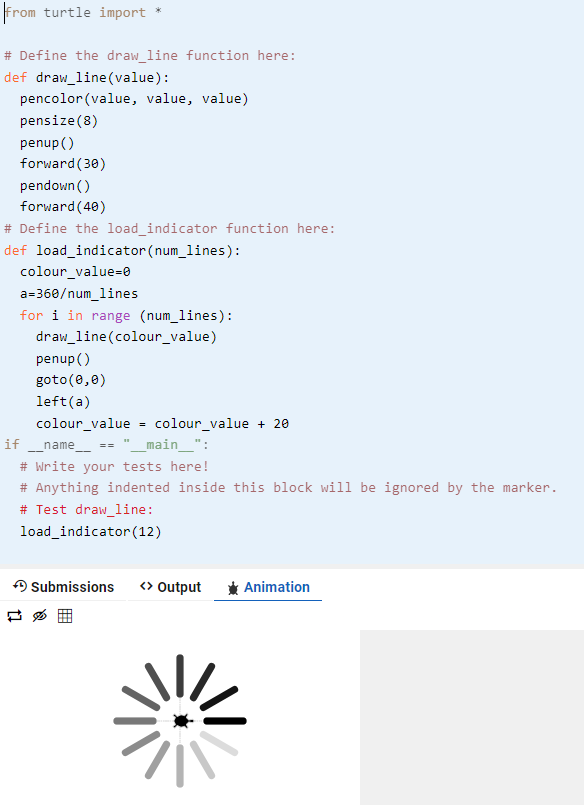 from turtle import *
# Define the draw_line function here:
def draw_line(value):
  pencolor(value, value, value)
  pensize(8)
  penup()
  forward(30)
  pendown()
  forward(40)
# Define the load_indicator function here:
def load_indicator(num_lines):
  colour_value=0
  a=360/num_lines
  for i in range (num_lines):
    draw_line(colour_value)
    penup()
    goto(0,0)
    left(a)
    colour_value = colour_value + 20
if __name__ == "__main__":
  # Write your tests here!
  # Anything indented inside this block will be ignored by the marker.
  # Test draw_line:
  load_indicator(12)
Submissions <> Output Animation